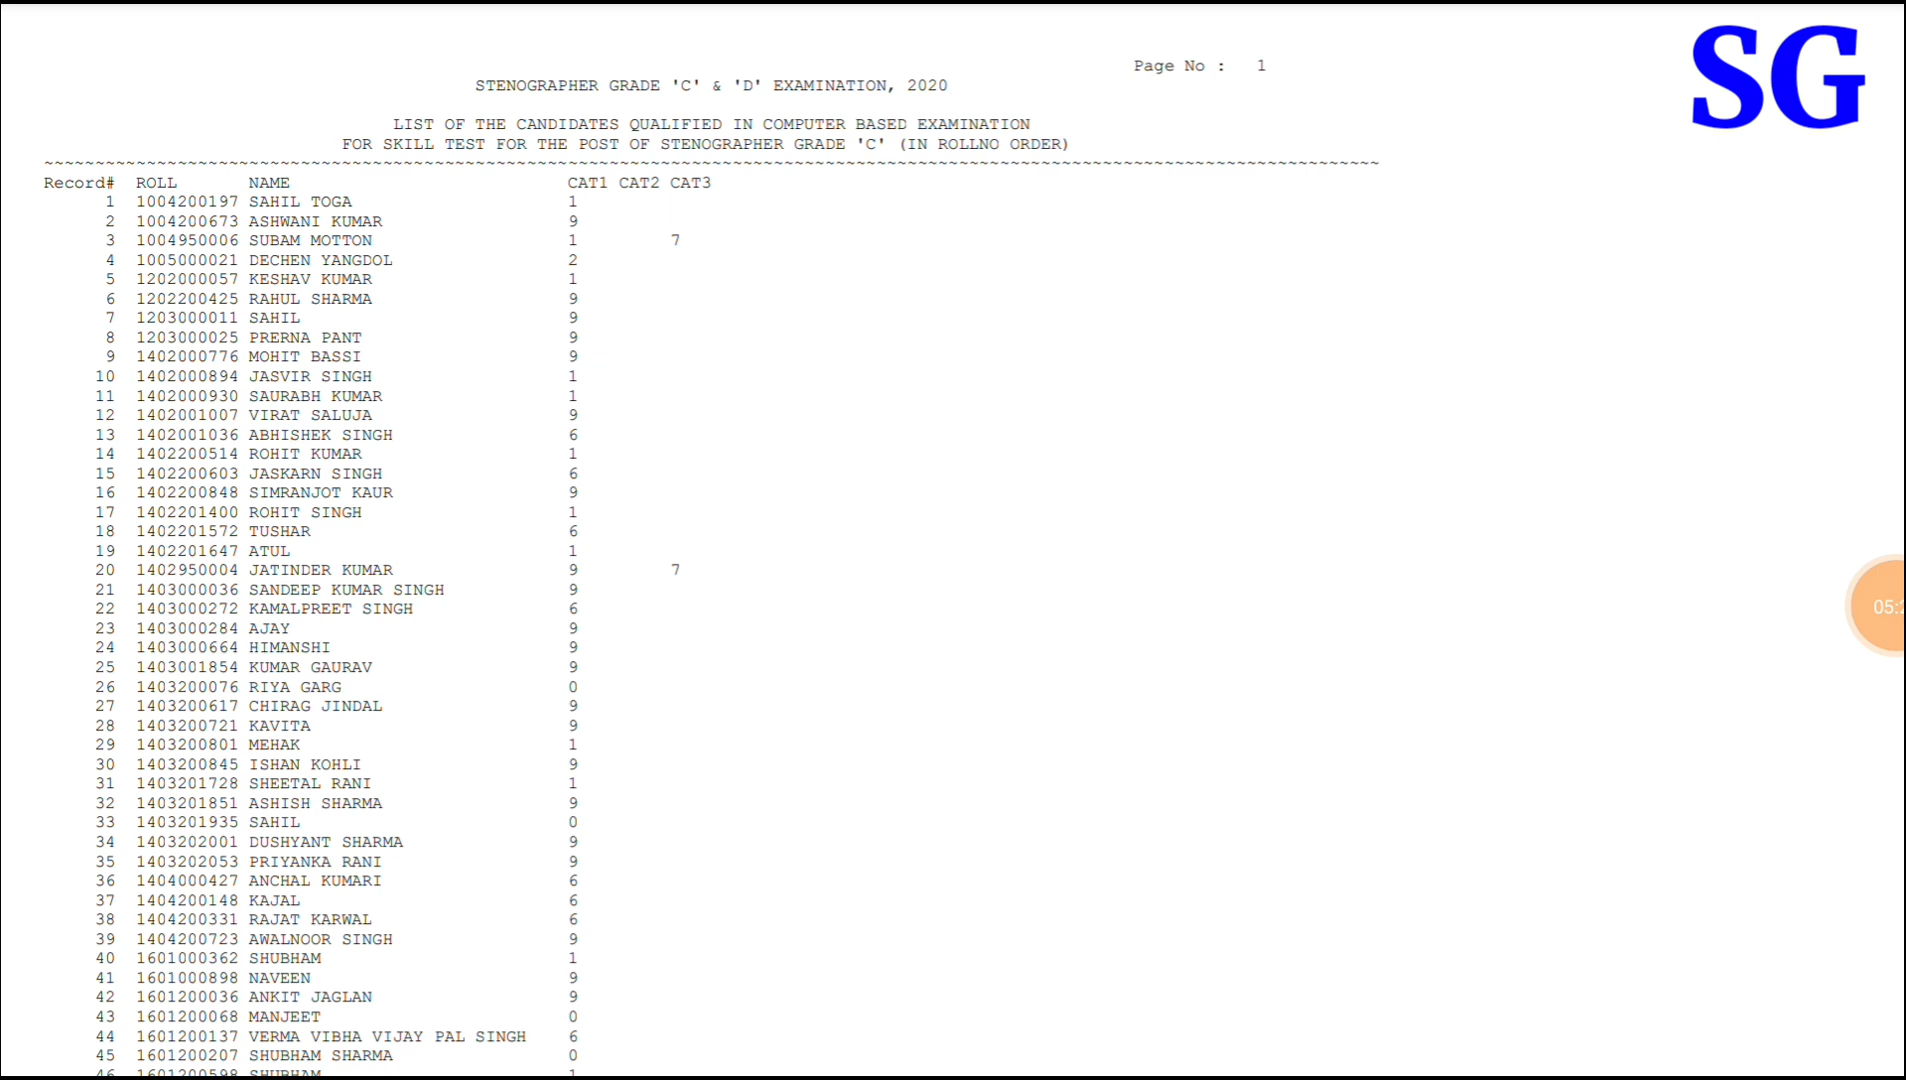 SG
Page No :   1
STENOGRAPHER GRADE 'C' & 'D' EXAMINATION, 2020
LIST OF THE CANDIDATES QUALIFIED IN COMPUTER BASED EXAMINATION
FOR SKILL TEST FOR THE POST OF STENOGRAPHER GRADE 'C' (IN ROLLNO ORDER)
Record# ROLL NAME CAT1 CAT2 CAT3
1 1004200197 SAHIL TOGA 1
2 1004200673 ASHWANI KUMAR 9
3 1004950006 SUBAM MOTTON 1 7
4 1005000021 DECHEN YANGDOL 2
5 1202000057 KESHAV KUMAR 1
6 1202200425 RAHUL SHARMA 9
7 1203000011 SAHIL 9
8 1203000025 PRERNA PANT 9
9 1402000776 MOHIT BASSI 9
10 1402000894 JASVIR SINGH 1
11 1402000930 SAURABH KUMAR 1
12 1402001007 VIRAT SALUJA 9
13 1402001036 ABHISHEK SINGH 6
14 1402200514 ROHIT KUMAR 1
15 1402200603 JASKARN SINGH 6
16 1402200848 SIMRANJOT KAUR 9
17 1402201400 ROHIT SINGH 1
18 1402201572 TUSHAR 6
19 1402201647 ATUL 1
20 1402950004 JATINDER KUMAR 9 7
21 1403000036 SANDEEP KUMAR SINGH 9
22 1403000272 KAMALPREET SINGH 6
23 1403000284 AJAY 9
24 1403000664 HIMANSHI 9
25 1403001854 KUMAR GAURAV 9
26 1403200076 RIYA GARG 0
27 1403200617 CHIRAG JINDAL 9
28 1403200721 KAVITA 9
29 1403200801 MEHAK 1
30 1403200845 ISHAN KOHLI 9
31 1403201728 SHEETAL RANI 1
32 1403201851 ASHISH SHARMA 9
33 1403201935 SAHIL 0
34 1403202001 DUSHYANT SHARMA 9
35 1403202053 PRIYANKA RANI 9
36 1404000427 ANCHAL KUMARI 6
37 1404200148 KAJAL 6
38 1404200331 RAJAT KARWAL 6
39 1404200723 AWALNOOR SINGH 9
40 1601000362 SHUBHAM 1
41 1601000898 NAVEEN 9
42 1601200036 ANKIT JAGLAN 9
43 1601200068 MANJEET 0
44 1601200137 VERMA VIBHA VIJAY PAL SINGH 6
45 1601200207 SHUBHAM SHARMA 0
46 1601200598 SHUBHAM 1